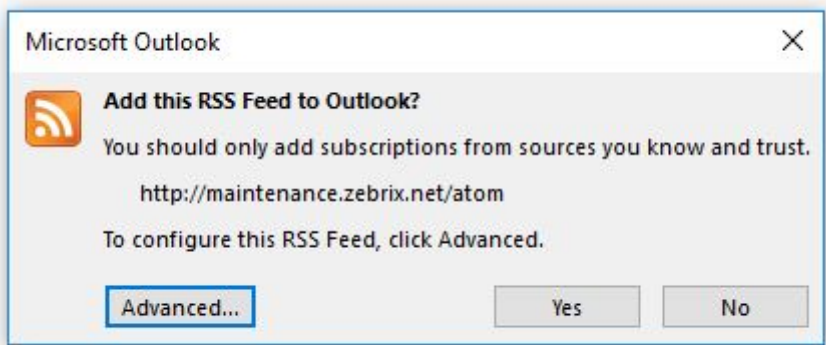 Microsoft Outlook
Add this RSS Feed to Outlook?
You should only add subscriptions from sources you know and trust.
http://maintenance.zebrix.net/atom
To configure this RSS Feed, click Advanced.
Advanced... Yes No